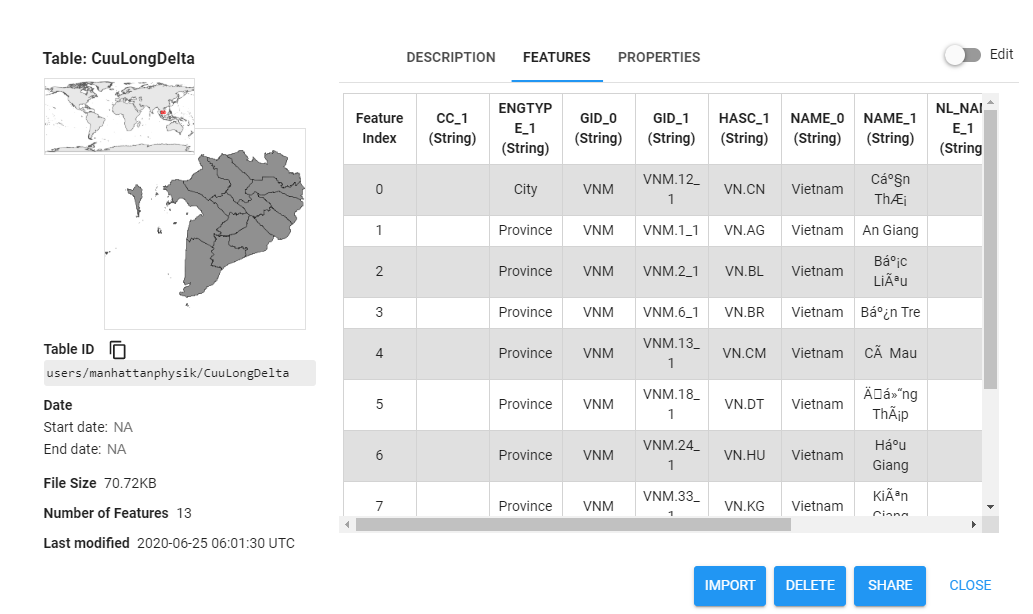 Table: CuuLongDelta
Table ID
users/manhattanphysik/CuuLongDelta
Date
Start date: NA
End date: NA
File Size 70.72KB
Number of Features 13
Last modified 2020-06-25 06:01:30 UTC
DESCRIPTION FEATURES PROPERTIES Edit
Feature Index CC_1 (String) ENGTYPE_1 (String) GID_0 (String) GID_1 (String) HASC_1 (String) NAME_0 (String) NAME_1 (String) NL_NAME_1 (String
0 City VNM VNM.12_1 VN.CN Vietnam Cáº§n ThÆ¡
1 Province VNM VNM.1_1 VN.AG Vietnam An Giang
2 Province VNM VNM.2_1 VN.BL Vietnam Báº¡c LiÃªu
3 Province VNM VNM.6_1 VN.BR Vietnam Báº¿n Tre
4 Province VNM VNM.13_1 VN.CM Vietnam CÃ  Mau
5 Province VNM VNM.18_1 VN.DT Vietnam Ä□á»“ng ThÃ¡p
6 Province VNM VNM.24_1 VN.HU Vietnam Háº­u Giang
7 Province VNM VNM.33_1 VN.KG Vietnam KiÃªn Giang
IMPORT DELETE SHARE CLOSE